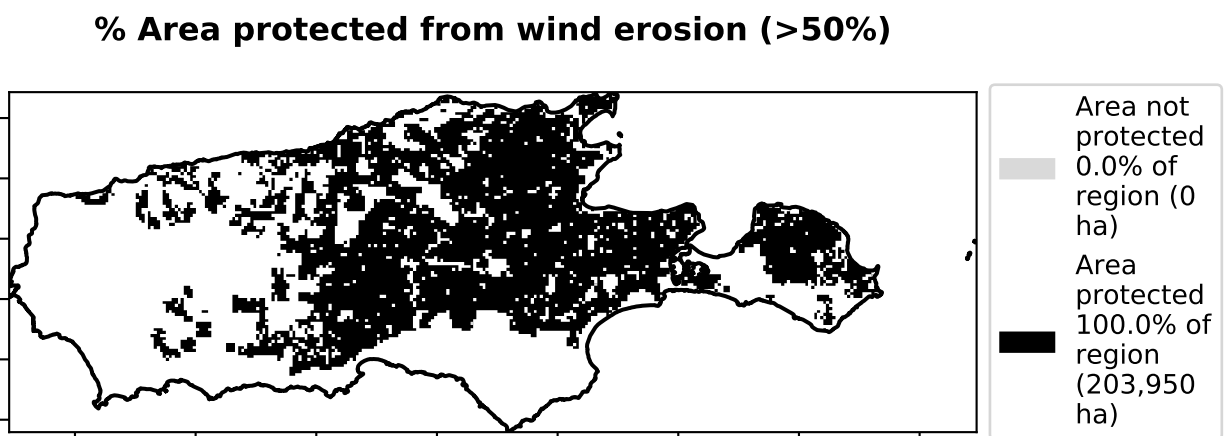 % Area protected from wind erosion (>50%)
Area not
protected
0.0% of
region (0
ha)
Area
protected
100.0% of
region
(203,950
ha)